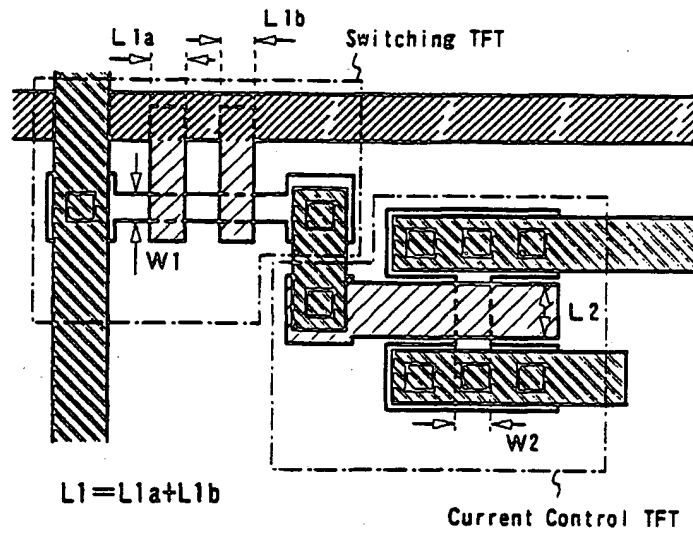 L1b
Switching TFT
L1a
W1
L2
W2
L1=L1a+L1b
Current Control TFT